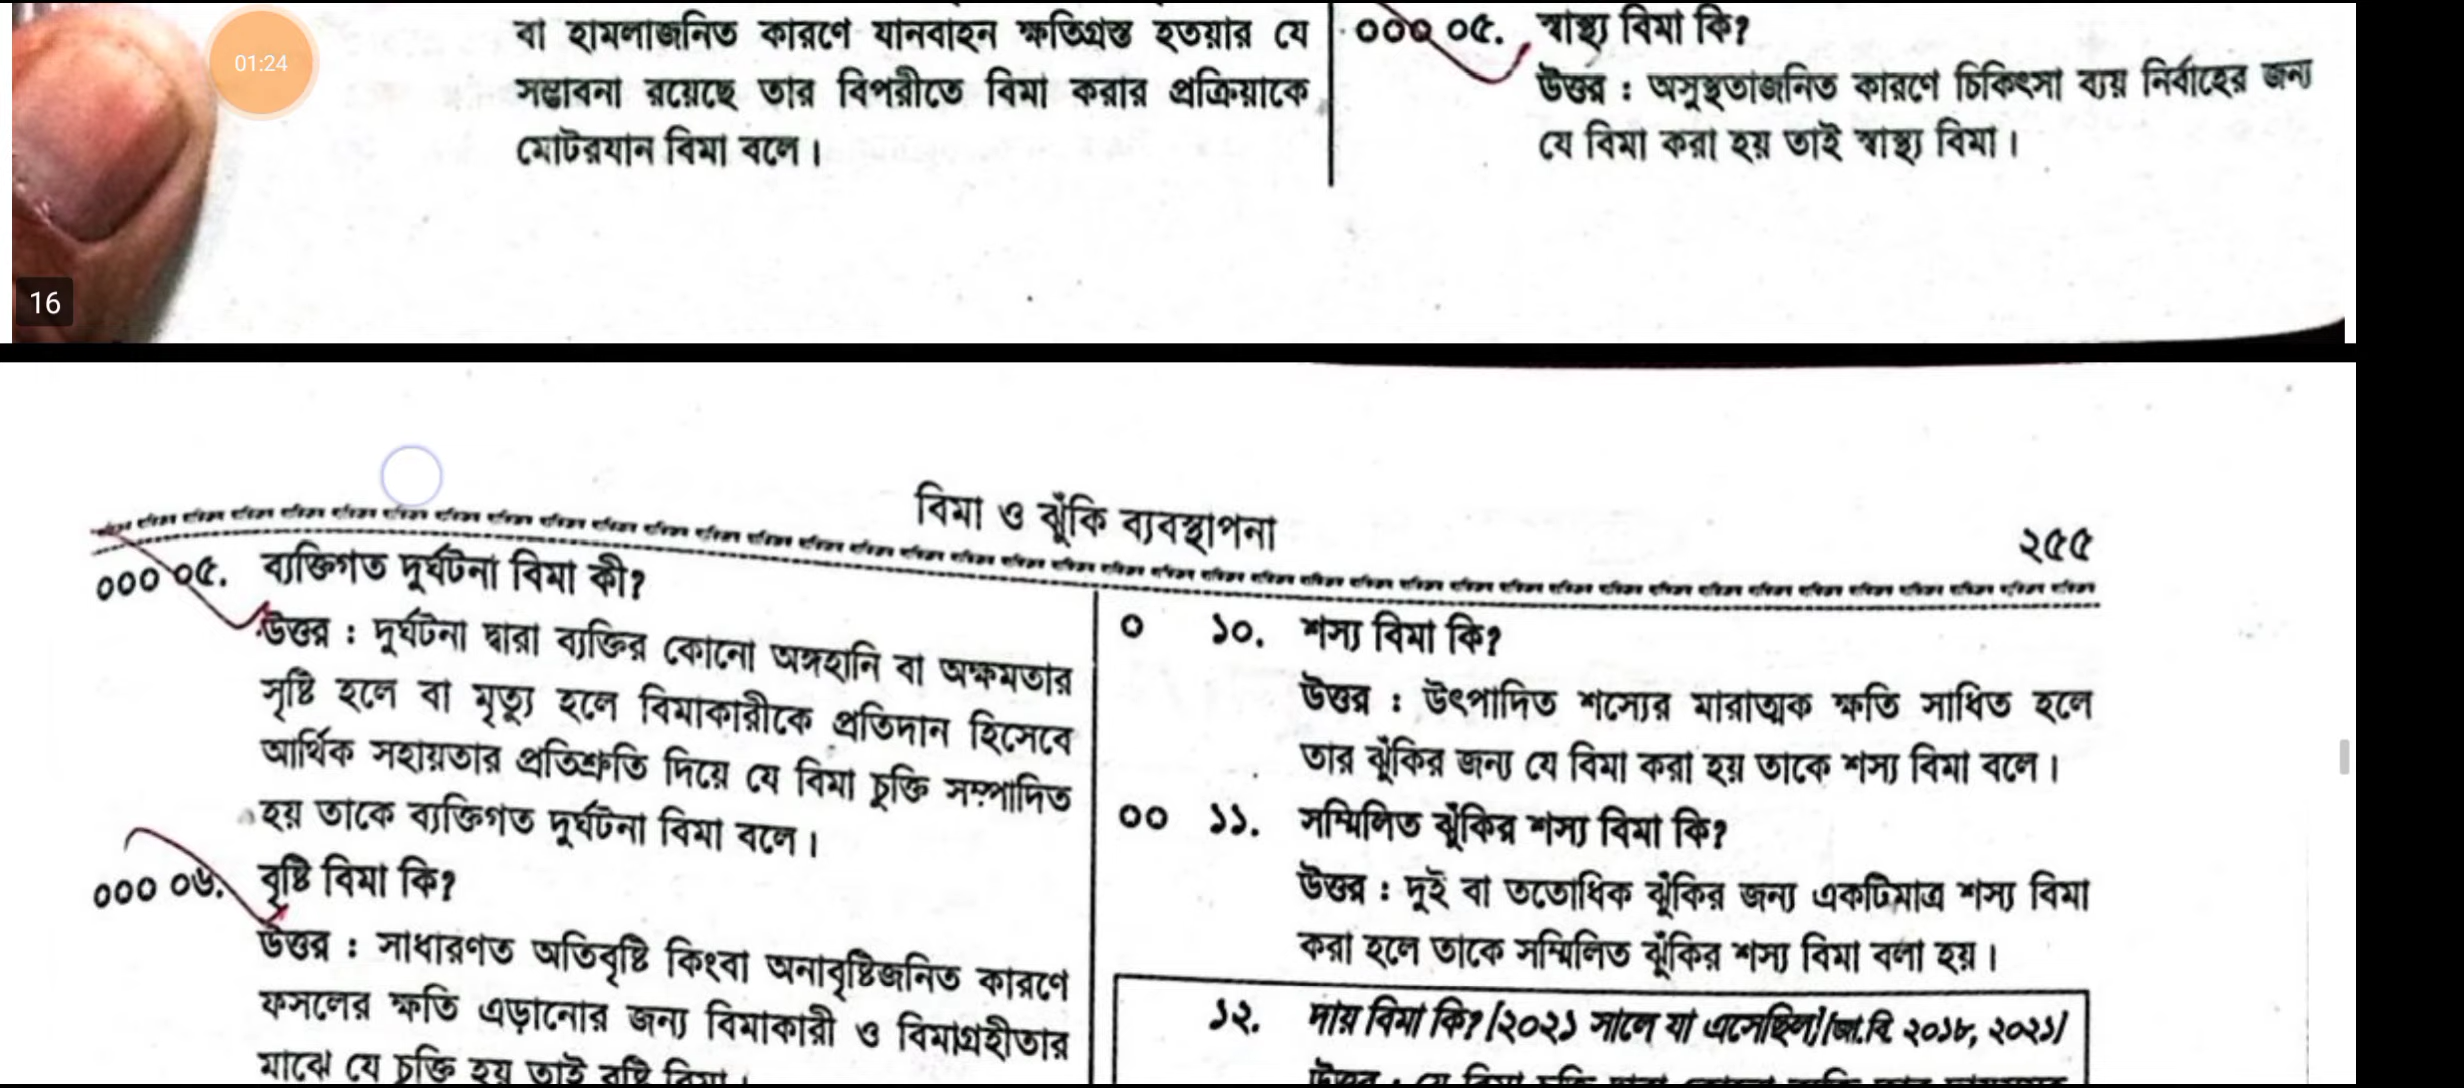 01:24
বা হামলাজনিত কারণে যানবাহন ক্ষতিগ্রস্ত হওয়ার যে
সম্ভাবনা রয়েছে তার বিপরীতে বিমা করার প্রক্রিয়াকে
মোটরযান বিমা বলে।
০০০ ০৫. স্বাস্থ্য বিমা কি?
উত্তর : অসুস্থতাজনিত কারণে চিকিৎসা ব্যয় নির্বাহের জন্য
যে বিমা করা হয় তাই স্বাস্থ্য বিমা।
16
বিমা ও ঝুঁকি ব্যবস্থাপনা
২৫৫
০০০ ০৫. ব্যক্তিগত দুর্ঘটনা বিমা কী?
উত্তর : দুর্ঘটনা দ্বারা ব্যক্তির কোনো অঙ্গহানি বা অক্ষমতার
সৃষ্টি হলে বা মৃত্যু হলে বিমাকারীকে প্রতিদান হিসেবে
আর্থিক সহায়তার প্রতিশ্রুতি দিয়ে যে বিমা চুক্তি সম্পাদিত
হয় তাকে ব্যক্তিগত দুর্ঘটনা বিমা বলে।
০০০ ০৬. বৃষ্টি বিমা কি?
উত্তর : সাধারণত অতিবৃষ্টি কিংবা অনাবৃষ্টিজনিত কারণে
ফসলের ক্ষতি এড়ানোর জন্য বিমাকারী ও বিমাগ্রহীতার
মাঝে যে চুক্তি হয় তাই বৃষ্টি বিমা।
০ ১০. শস্য বিমা কি?
উত্তর : উৎপাদিত শস্যের মারাত্মক ক্ষতি সাধিত হলে
তার ঝুঁকির জন্য যে বিমা করা হয় তাকে শস্য বিমা বলে।
০০ ১১. সম্মিলিত ঝুঁকির শস্য বিমা কি?
উত্তর : দুই বা ততোধিক ঝুঁকির জন্য একটিমাত্র শস্য বিমা
করা হলে তাকে সম্মিলিত ঝুঁকির শস্য বিমা বলা হয়।
১২. দায় বিমা কি? [২০২১ সালে যা এসেছিল] [জা.বি. ২০১৮, ২০২১]
উত্তর : যে বিমা চুক্তি দ্বারা